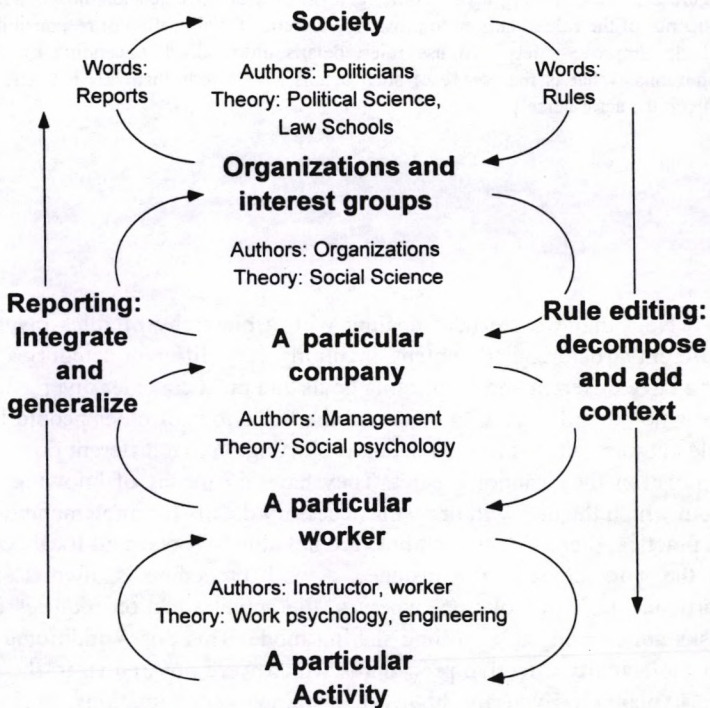 Society
Words:
Reports
Authors: Politicians
Theory: Political Science,
Law Schools
Words:
Rules
Organizations and
interest groups
Authors: Organizations
Theory: Social Science
Reporting:
Integrate
and
generalize
Rule editing:
decompose
and add
context
A particular
company
Authors: Management
Theory: Social psychology
A particular
worker
Authors: Instructor, worker
Theory: Work psychology, engineering
A particular
Activity